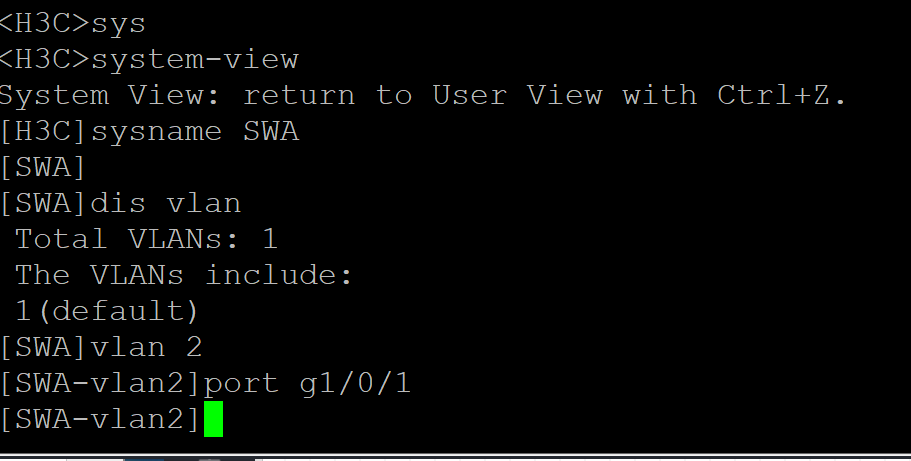 <H3C>sys
<H3C>system-view
System View: return to User View with Ctrl+Z.
[H3C]sysname SWA
[SWA]
[SWA]dis vlan
 Total VLANs: 1
 The VLANs include:
 1(default)
[SWA]vlan 2
[SWA-vlan2]port g1/0/1
[SWA-vlan2]